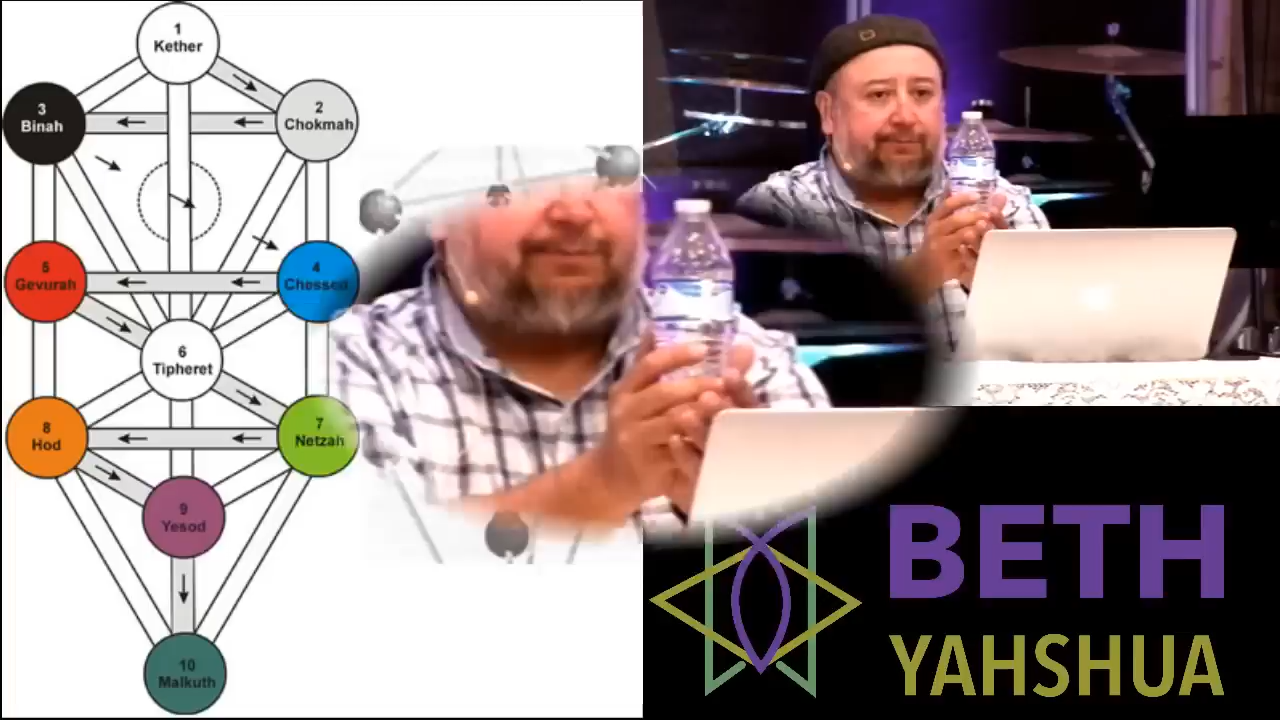 1
Kether
3
Binah
2
Chokmah
5
Gevurah
4
Chessed
6
Tipheret
8
Hod
7
Netzah
9
Yesod
10
Malkuth
BETH
YAHSHUA